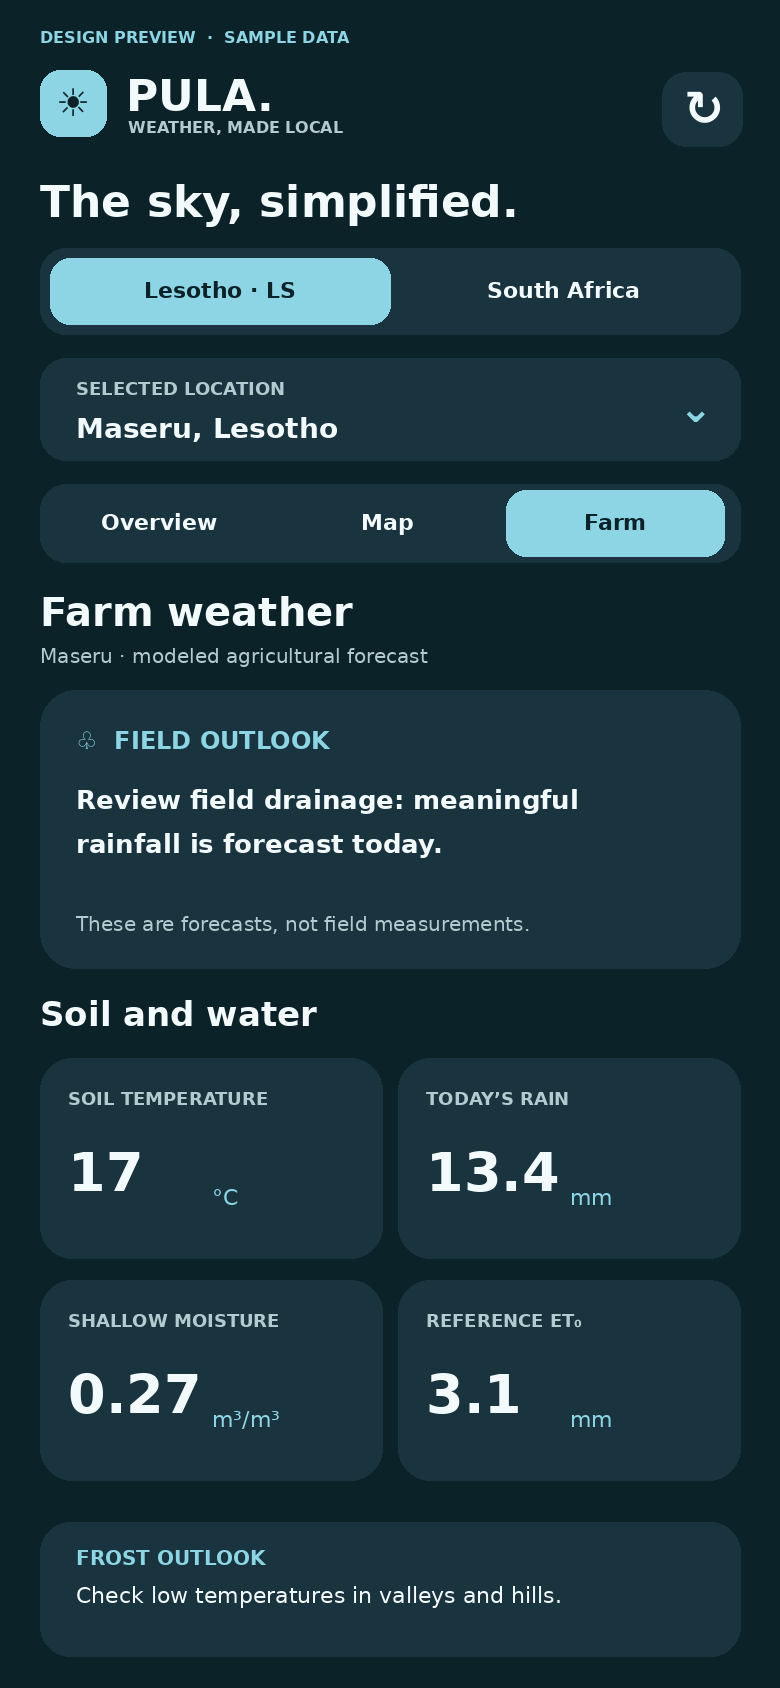 DESIGN PREVIEW · SAMPLE DATA
PULA.
WEATHER, MADE LOCAL
The sky, simplified.
Lesotho · LS
South Africa
SELECTED LOCATION
Maseru, Lesotho
Overview
Map
Farm
Farm weather
Maseru · modeled agricultural forecast
FIELD OUTLOOK
Review field drainage: meaningful
rainfall is forecast today.
These are forecasts, not field measurements.
Soil and water
SOIL TEMPERATURE
17 °C
TODAY’S RAIN
13.4 mm
SHALLOW MOISTURE
0.27 m³/m³
REFERENCE ET₀
3.1 mm
FROST OUTLOOK
Check low temperatures in valleys and hills.